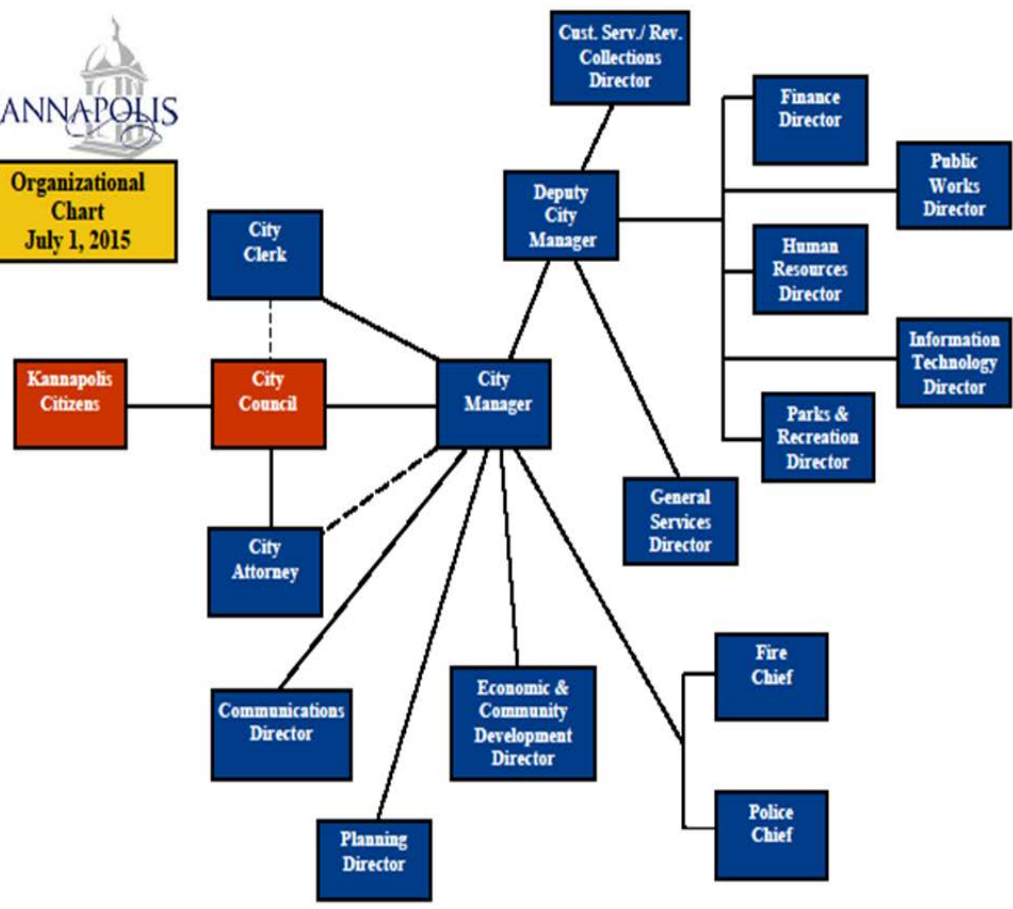 ANNAPOLIS
Organizational
Chart
July 1, 2015
Cust. Serv./ Rev.
Collections
Director
Finance
Director
Public
Works
Director
Deputy
City
Manager
City
Clerk
Human
Resources
Director
Information
Technology
Director
Kannapolis
Citizens
City
Council
City
Manager
Parks &
Recreation
Director
General
Services
Director
City
Attorney
Fire
Chief
Communications
Director
Economic &
Community
Development
Director
Police
Chief
Planning
Director